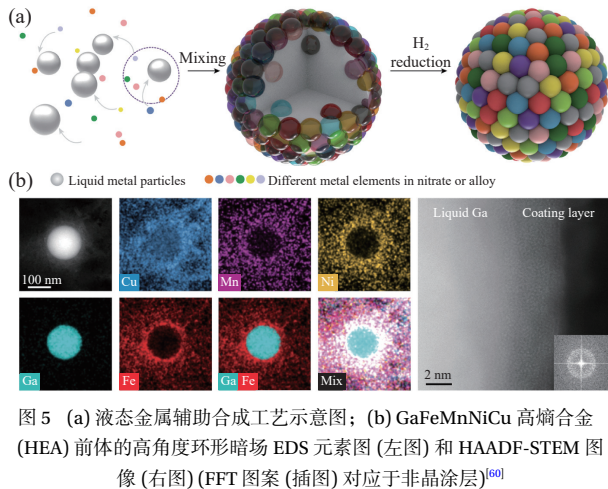 (a)
Mixing
H₂
reduction
Liquid metal particles
Different metal elements in nitrate or alloy
(b)
Liquid Ga
Coating layer
100 nm
Cu
Mn
Ni
Ga
Fe
Ga Fe
Mix
2 nm
图 5 (a) 液态金属辅助合成工艺示意图；(b) GaFeMnNiCu 高熵合金
(HEA) 前体的高角度环形暗场 EDS 元素图 (左图) 和 HAADF-STEM 图
像 (右图) (FFT 图案 (插图) 对应于非晶涂层)[60]